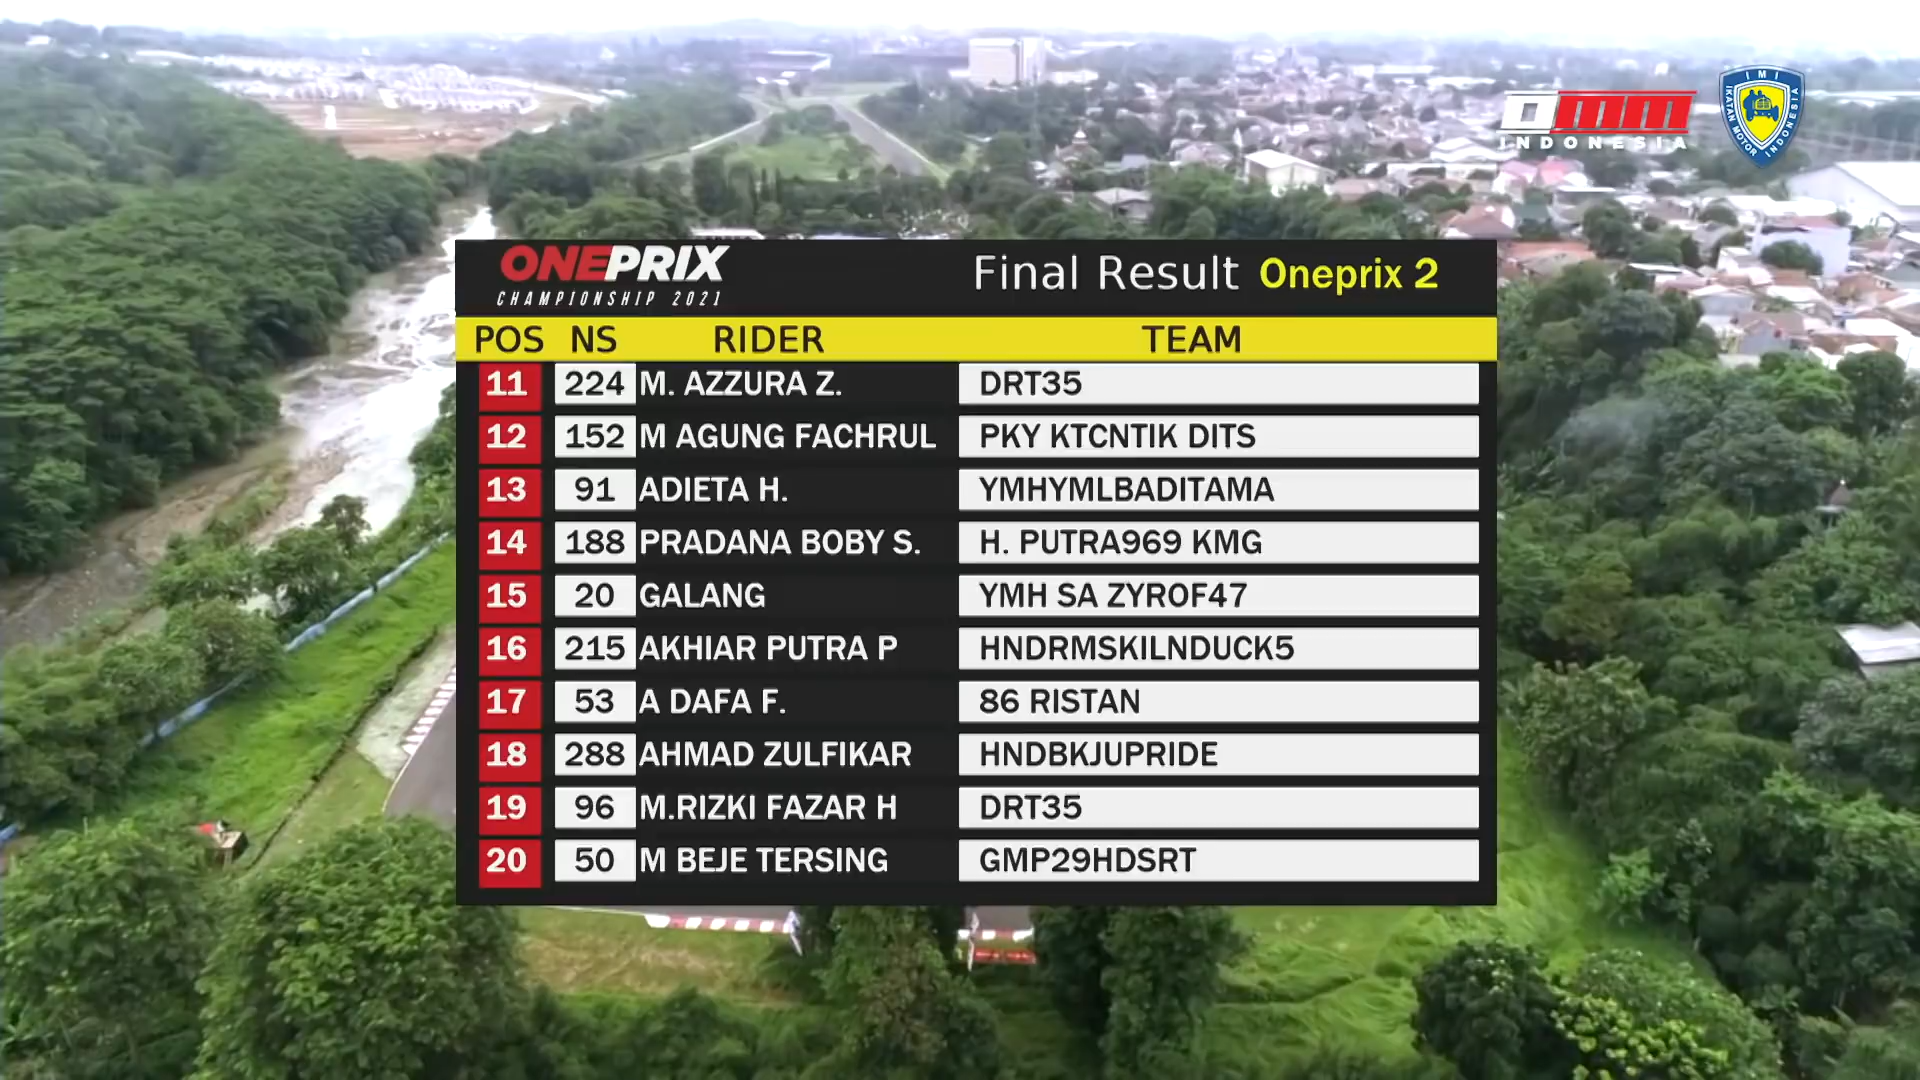 OMM
INDONESIA
IMI
IKATAN MOTOR INDONESIA
ONEPRIX
CHAMPIONSHIP 2021
Final Result Oneprix 2
POS NS RIDER TEAM
11 224 M. AZZURA Z. DRT35
12 152 M AGUNG FACHRUL PKY KTCNTIK DITS
13 91 ADIETA H. YMHYMLBADITAMA
14 188 PRADANA BOBY S. H. PUTRA969 KMG
15 20 GALANG YMH SA ZYROF47
16 215 AKHIAR PUTRA P HNDRMSKILNDUCK5
17 53 A DAFA F. 86 RISTAN
18 288 AHMAD ZULFIKAR HNDBKJUPRIDE
19 96 M.RIZKI FAZAR H DRT35
20 50 M BEJE TERSING GMP29HDSRT